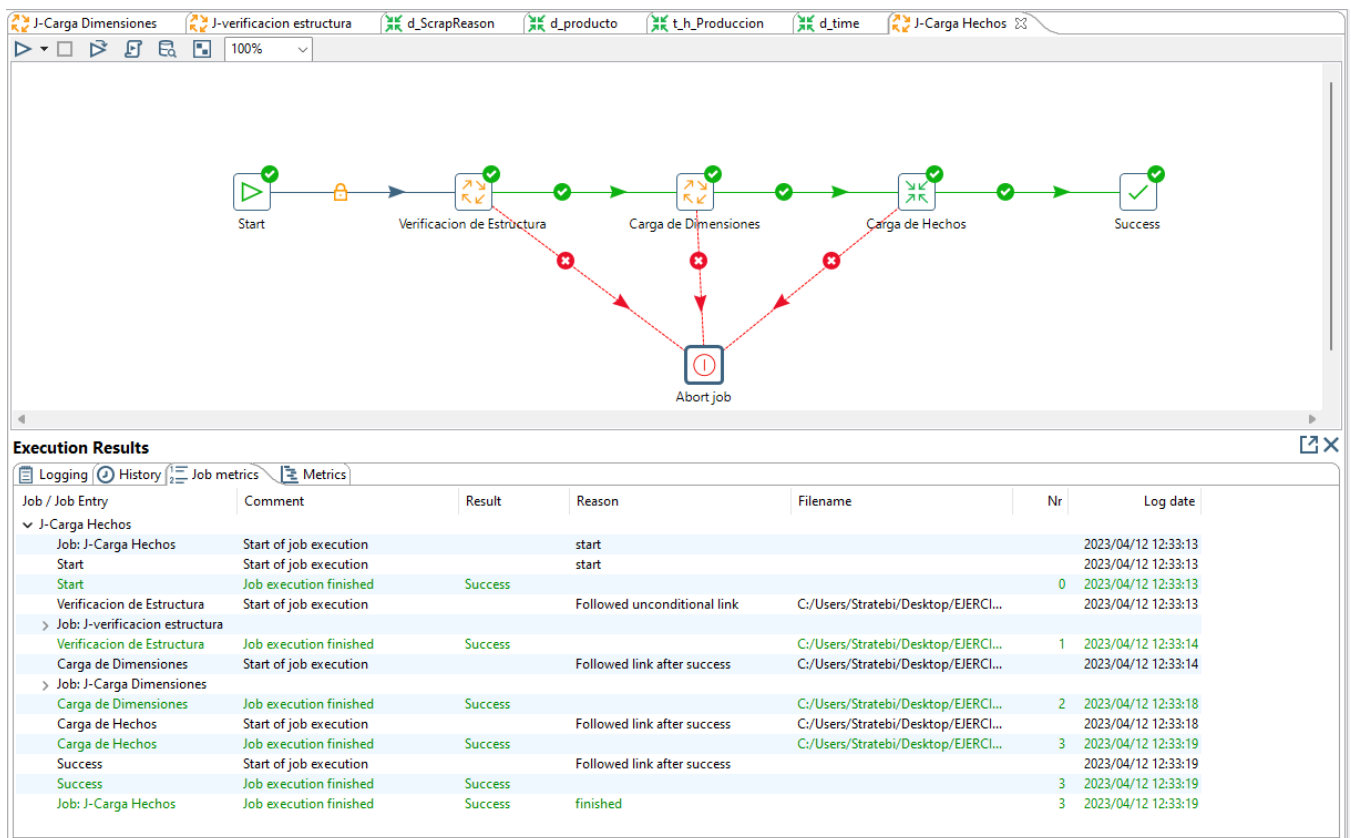 J-Carga Dimensiones J-verificacion estructura d_ScrapReason d_producto t_h_Produccion d_time J-Carga Hechos
100%
Start Verificacion de Estructura Carga de Dimensiones Carga de Hechos Success
Abort job
Execution Results
Logging History Job metrics Metrics
Job / Job Entry Comment Result Reason Filename Nr Log date
J-Carga Hechos
Job: J-Carga Hechos Start of job execution start 2023/04/12 12:33:13
Start Start of job execution start 2023/04/12 12:33:13
Start Job execution finished Success 0 2023/04/12 12:33:13
Verificacion de Estructura Start of job execution Followed unconditional link C:/Users/Stratebi/Desktop/EJERCI... 2023/04/12 12:33:13
Job: J-verificacion estructura
Verificacion de Estructura Job execution finished Success C:/Users/Stratebi/Desktop/EJERCI... 1 2023/04/12 12:33:14
Carga de Dimensiones Start of job execution Followed link after success C:/Users/Stratebi/Desktop/EJERCI... 2023/04/12 12:33:14
Job: J-Carga Dimensiones
Carga de Dimensiones Job execution finished Success C:/Users/Stratebi/Desktop/EJERCI... 2 2023/04/12 12:33:18
Carga de Hechos Start of job execution Followed link after success C:/Users/Stratebi/Desktop/EJERCI... 2023/04/12 12:33:18
Carga de Hechos Job execution finished Success C:/Users/Stratebi/Desktop/EJERCI... 3 2023/04/12 12:33:19
Success Start of job execution Followed link after success 2023/04/12 12:33:19
Success Job execution finished Success 3 2023/04/12 12:33:19
Job: J-Carga Hechos Job execution finished Success finished 3 2023/04/12 12:33:19